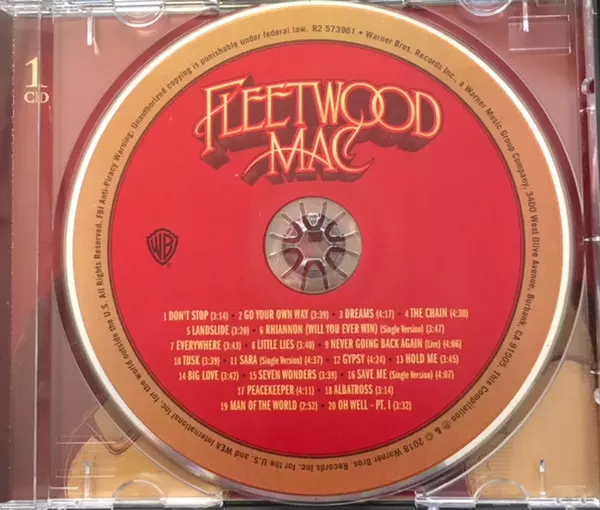 1
CD
FLEETWOOD
MAC
WB
1 DON'T STOP (3:14) • 2 GO YOUR OWN WAY (3:39) • 3 DREAMS (4:17) • 4 THE CHAIN (4:30)
5 LANDSLIDE (3:20) • 6 RHIANNON (WILL YOU EVER WIN) (Single Version) (3:47)
7 EVERYWHERE (3:43) • 8 LITTLE LIES (3:40) • 9 NEVER GOING BACK AGAIN (Live) (4:06)
10 TUSK (3:39) • 11 SARA (Single Version) (4:37) • 12 GYPSY (4:24) • 13 HOLD ME (3:45)
14 BIG LOVE (3:42) • 15 SEVEN WONDERS (3:39) • 16 SAVE ME (Single Version) (4:07)
17 PEACEKEEPER (4:11) • 18 ALBATROSS (3:14)
19 MAN OF THE WORLD (2:52) • 20 OH WELL - PT. I (3:32)
R2 573961 • Warner Bros. Records Inc., a Warner Music Group Company, 3400 West Olive Avenue, Burbank, CA 91505. This Compilation ℗ & © 2018 Warner Bros. Records Inc. for the U.S. and WEA International Inc. for the world outside the U.S. All Rights Reserved. FBI Anti-Piracy Warning: Unauthorized copying is punishable under federal law.